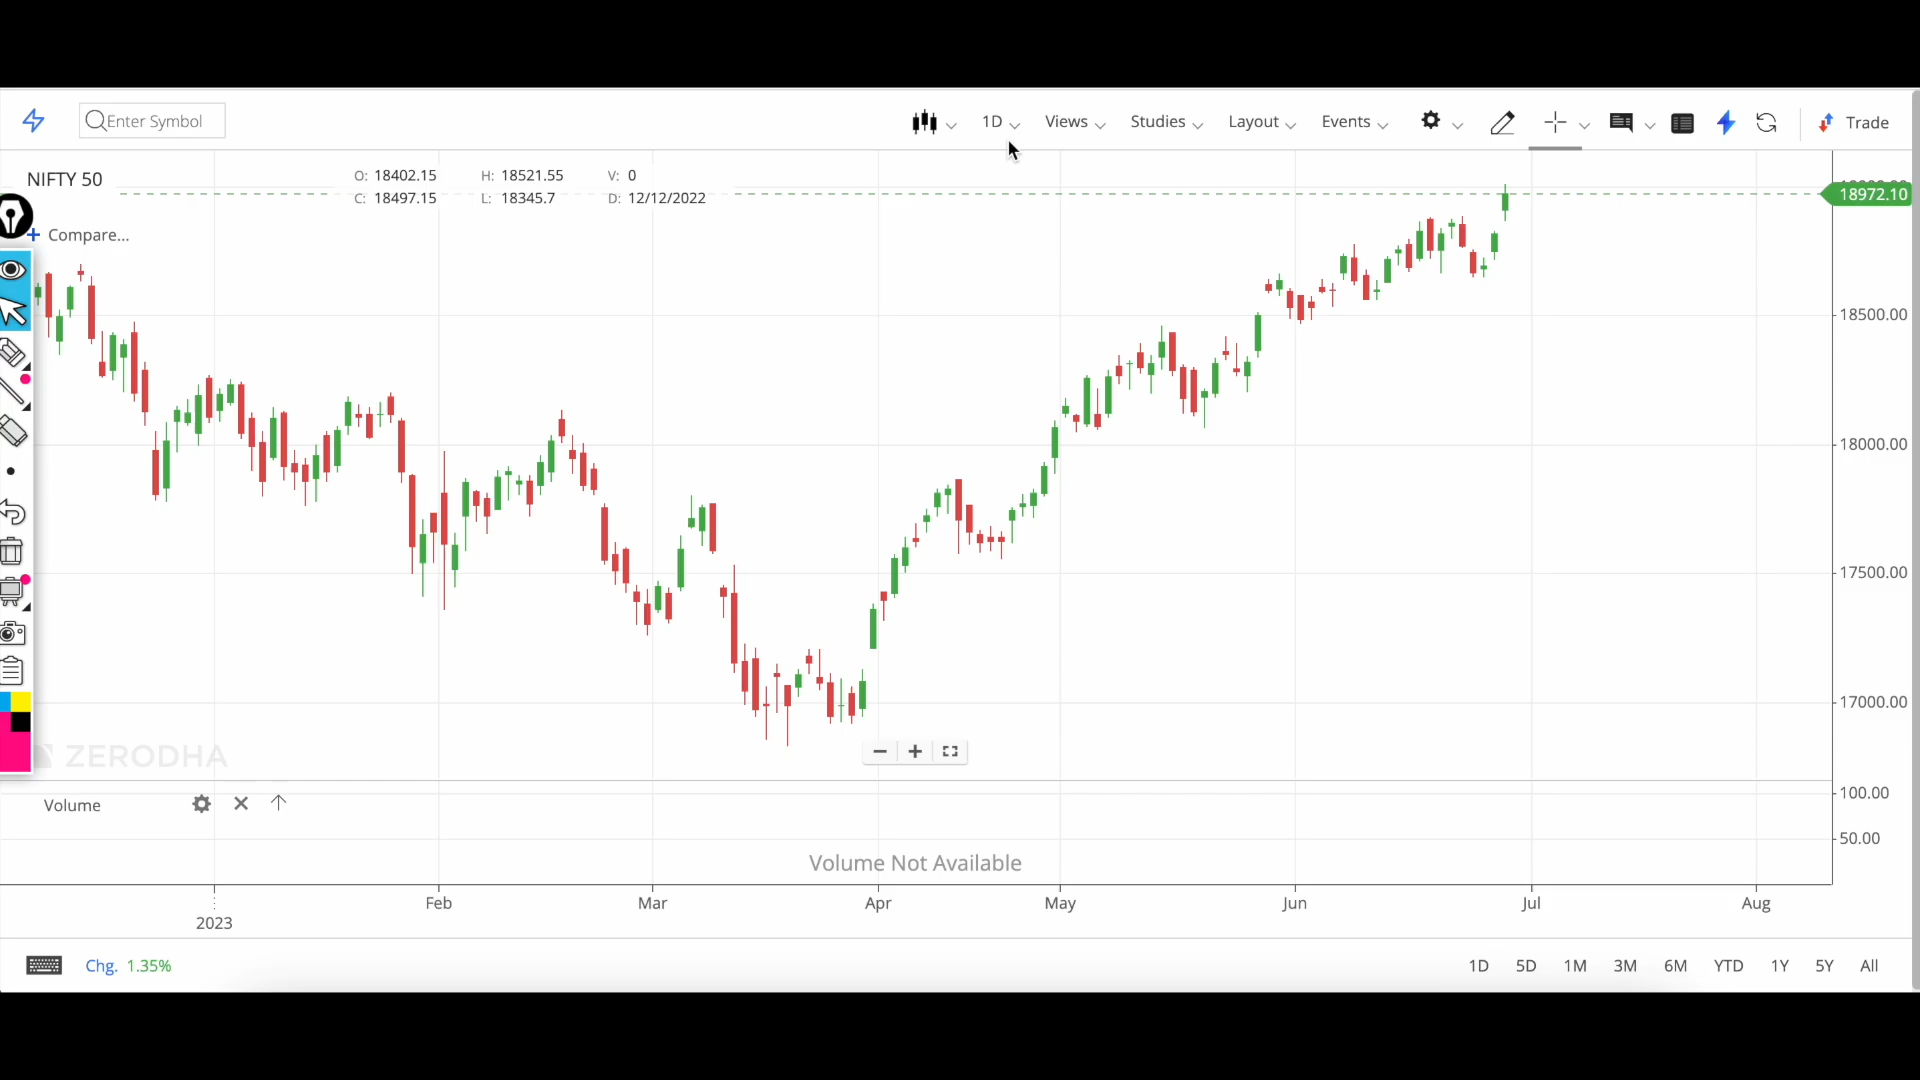 Enter Symbol
1D
Views
Studies
Layout
Events
Trade
NIFTY 50
O: 18402.15 H: 18521.55 V: 0
C: 18497.15 L: 18345.7 D: 12/12/2022
18972.10
+ Compare...
18500.00
18000.00
17500.00
17000.00
ZERODHA
Volume
100.00
50.00
Volume Not Available
Feb Mar Apr May Jun Jul Aug
2023
Chg. 1.35%
1D 5D 1M 3M 6M YTD 1Y 5Y All